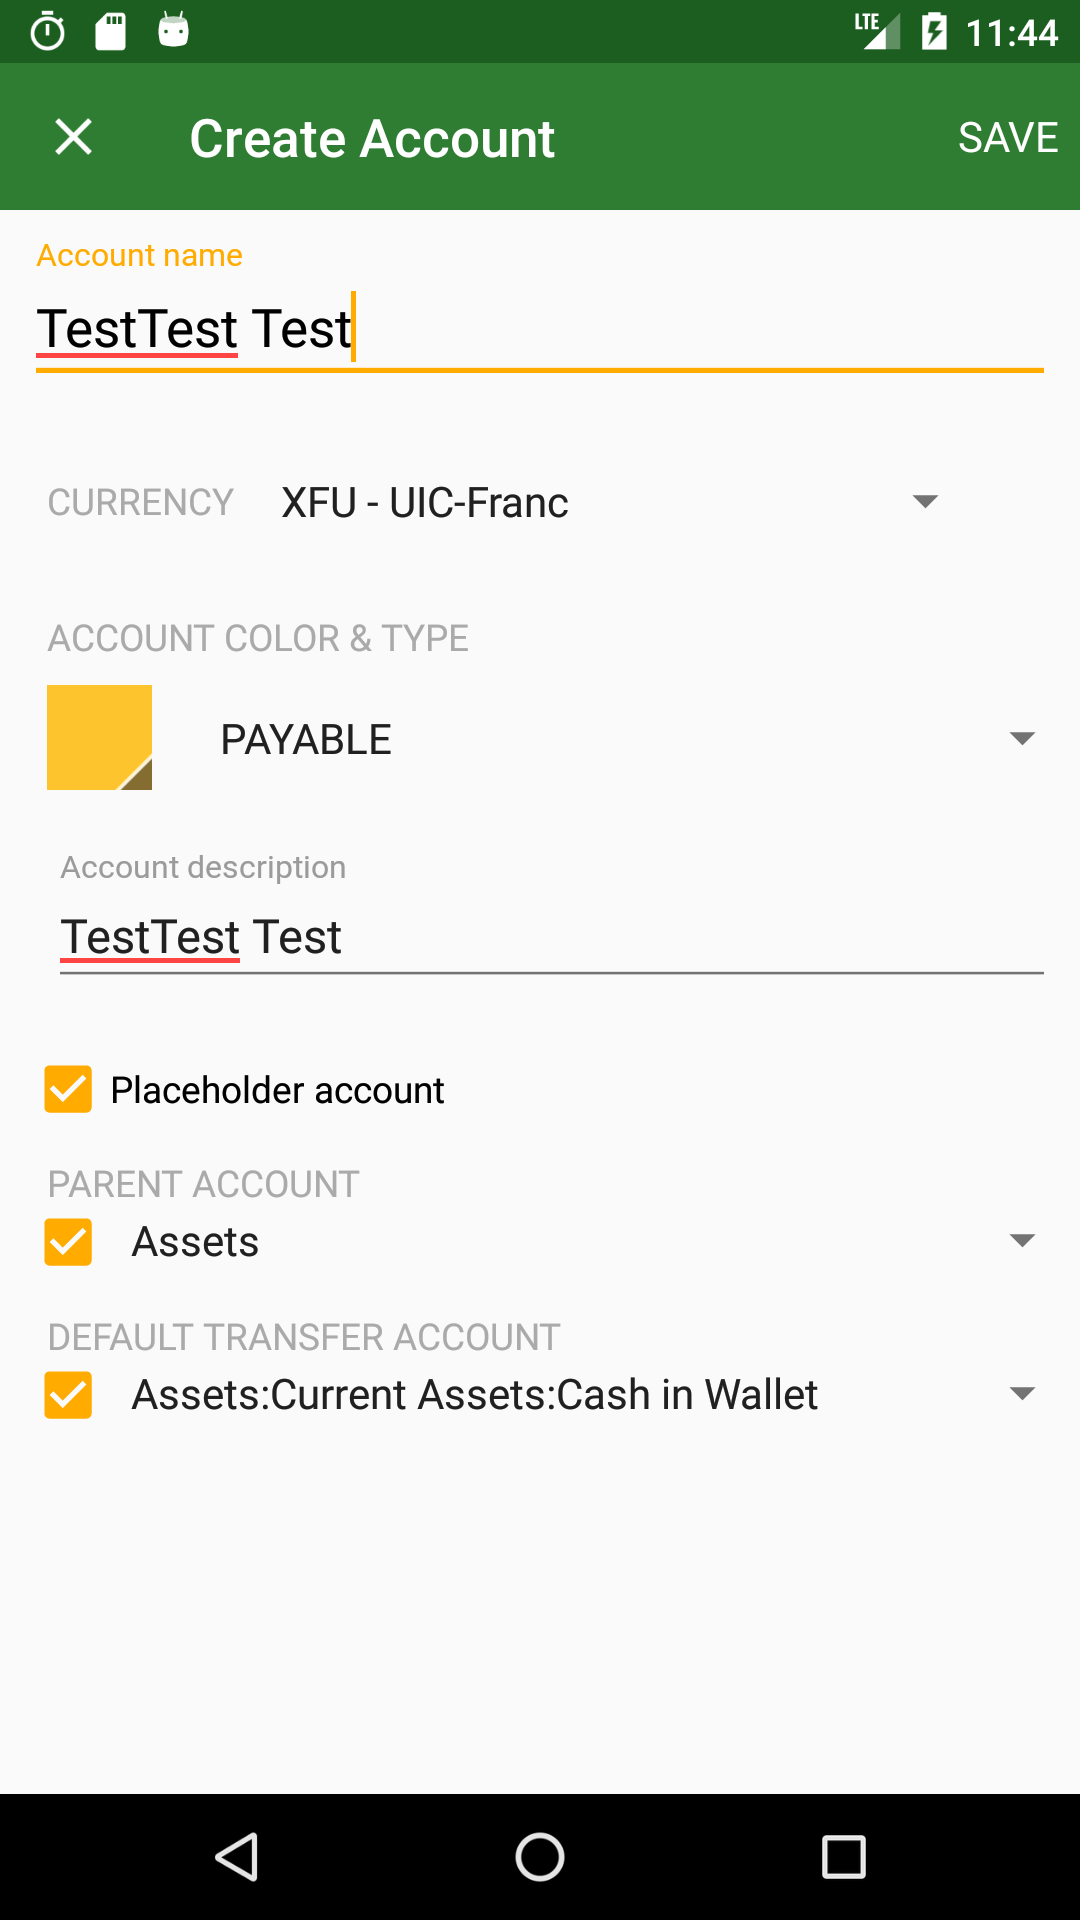 LTE 11:44
Create Account SAVE
Account name
TestTest Test
CURRENCY XFU - UIC-Franc
ACCOUNT COLOR & TYPE
PAYABLE
Account description
TestTest Test
Placeholder account
PARENT ACCOUNT
Assets
DEFAULT TRANSFER ACCOUNT
Assets:Current Assets:Cash in Wallet